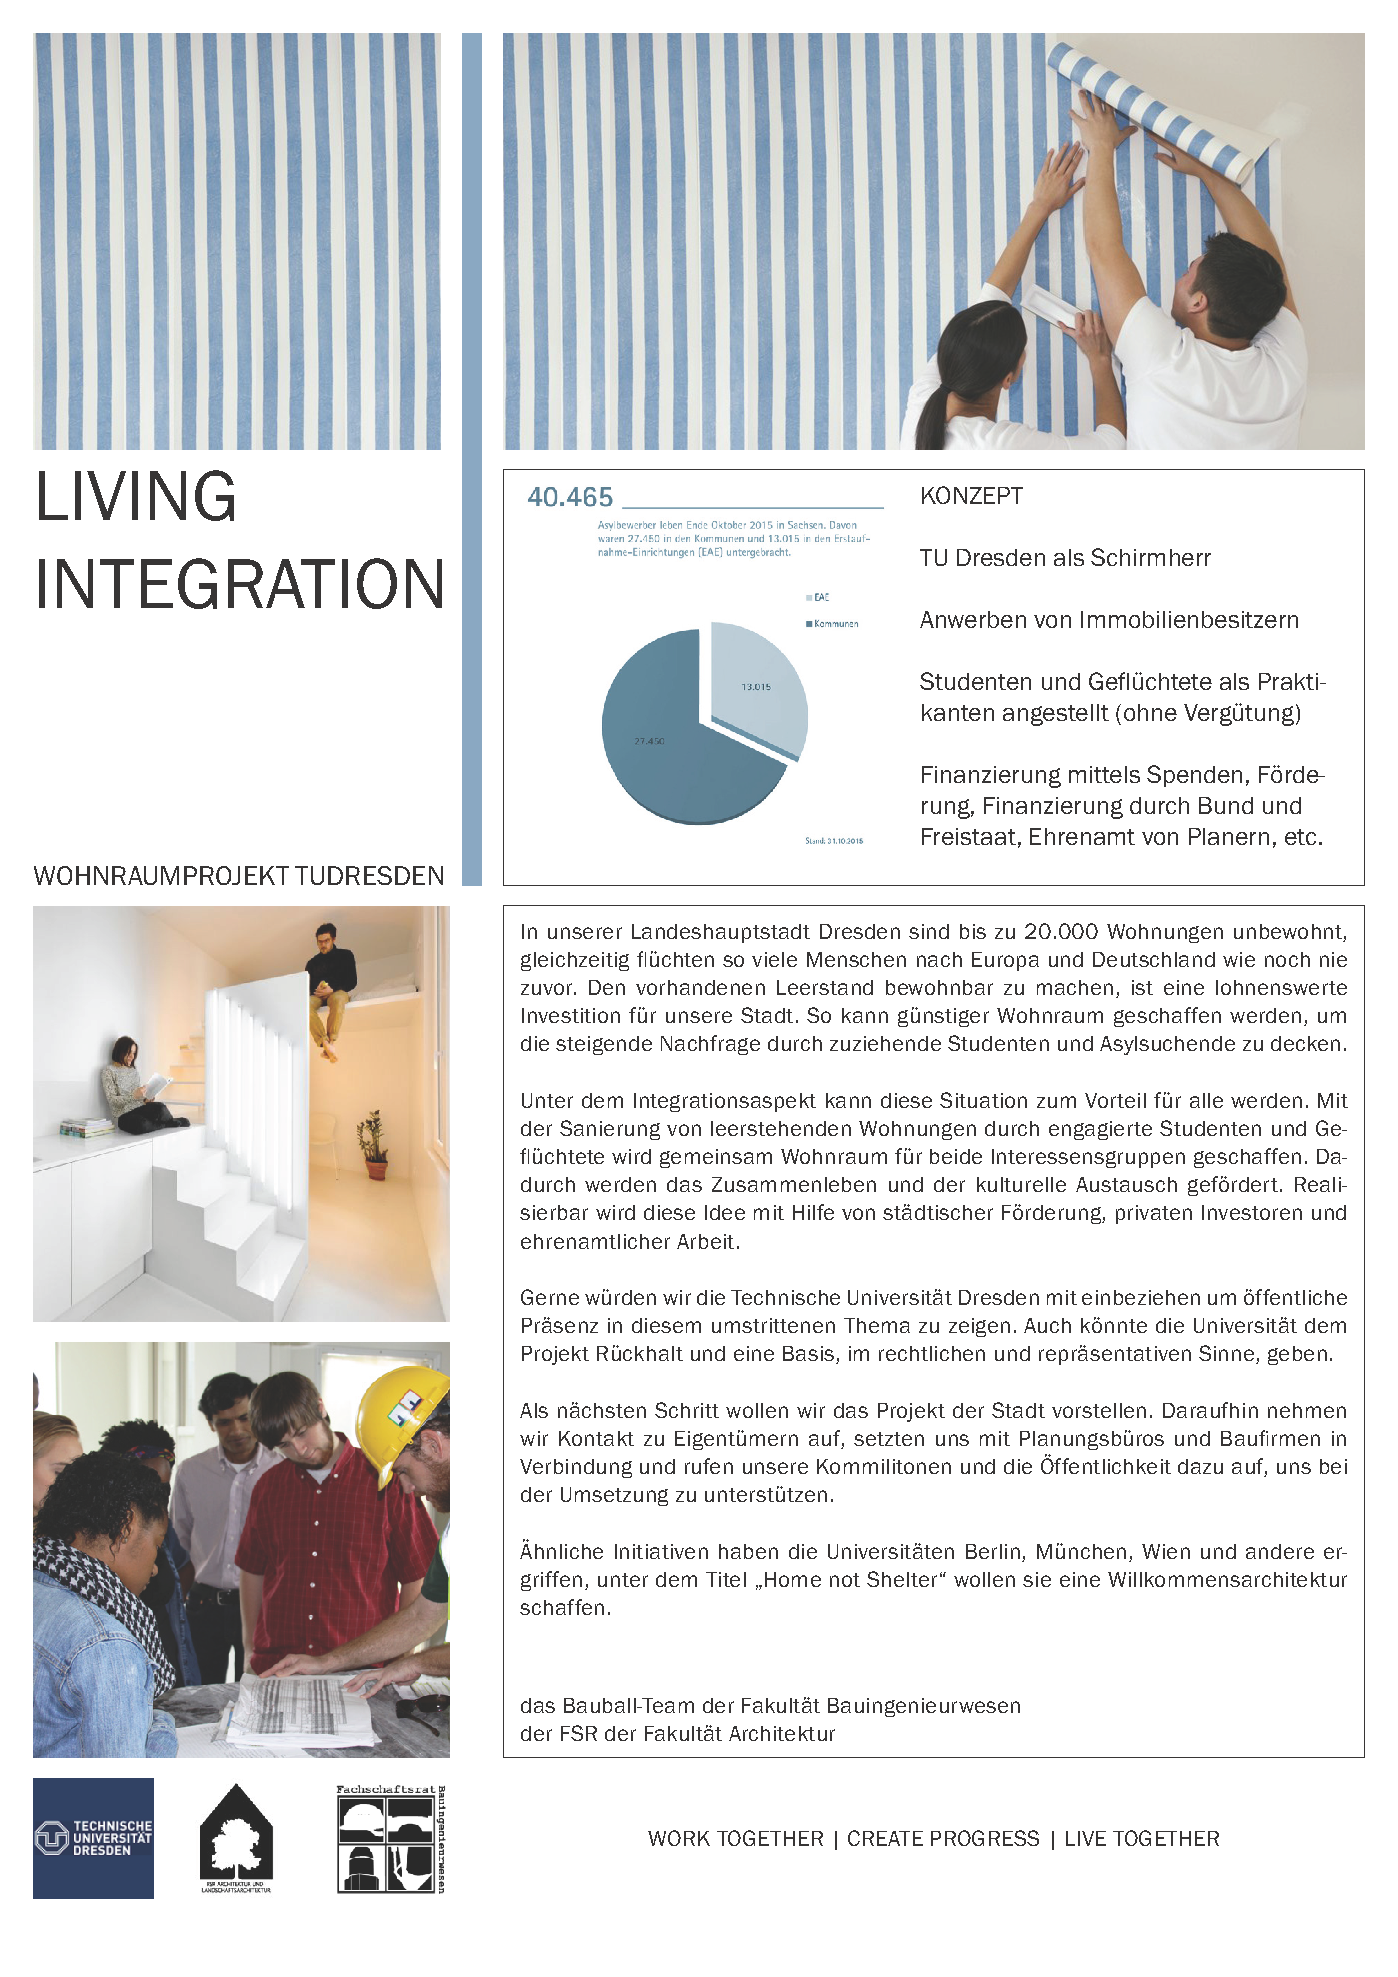 LIVING
INTEGRATION
WOHNRAUMPROJEKT TUDRESDEN
40.465
Asylbewerber leben Ende Oktober 2015 in Sachsen. Davon
waren 27.450 in den Kommunen und 13.015 in den Erstauf-
nahme-Einrichtungen (EAE) untergebracht.
EAE
Kommunen
13.015
27.450
Stand: 31.10.2015
KONZEPT
TU Dresden als Schirmherr
Anwerben von Immobilienbesitzern
Studenten und Geflüchtete als Prakti-
kanten angestellt (ohne Vergütung)
Finanzierung mittels Spenden, Förde-
rung, Finanzierung durch Bund und
Freistaat, Ehrenamt von Planern, etc.
In unserer Landeshauptstadt Dresden sind bis zu 20.000 Wohnungen unbewohnt,
gleichzeitig flüchten so viele Menschen nach Europa und Deutschland wie noch nie
zuvor. Den vorhandenen Leerstand bewohnbar zu machen, ist eine lohnenswerte
Investition für unsere Stadt. So kann günstiger Wohnraum geschaffen werden, um
die steigende Nachfrage durch zuziehende Studenten und Asylsuchende zu decken.
Unter dem Integrationsaspekt kann diese Situation zum Vorteil für alle werden. Mit
der Sanierung von leerstehenden Wohnungen durch engagierte Studenten und Ge-
flüchtete wird gemeinsam Wohnraum für beide Interessensgruppen geschaffen. Da-
durch werden das Zusammenleben und der kulturelle Austausch gefördert. Reali-
sierbar wird diese Idee mit Hilfe von städtischer Förderung, privaten Investoren und
ehrenamtlicher Arbeit.
Gerne würden wir die Technische Universität Dresden mit einbeziehen um öffentliche
Präsenz in diesem umstrittenen Thema zu zeigen. Auch könnte die Universität dem
Projekt Rückhalt und eine Basis, im rechtlichen und repräsentativen Sinne, geben.
Als nächsten Schritt wollen wir das Projekt der Stadt vorstellen. Daraufhin nehmen
wir Kontakt zu Eigentümern auf, setzten uns mit Planungsbüros und Baufirmen in
Verbindung und rufen unsere Kommilitonen und die Öffentlichkeit dazu auf, uns bei
der Umsetzung zu unterstützen.
Ähnliche Initiativen haben die Universitäten Berlin, München, Wien und andere er-
griffen, unter dem Titel „Home not Shelter“ wollen sie eine Willkommensarchitektur
schaffen.
das Bauball-Team der Fakultät Bauingenieurwesen
der FSR der Fakultät Architektur
TECHNISCHE
UNIVERSITÄT
DRESDEN
FSR ARCHITEKTUR UND
LANDSCHAFTSARCHITEKTUR
Fachschaftsrat
Bauingenieurwesen
WORK TOGETHER | CREATE PROGRESS | LIVE TOGETHER